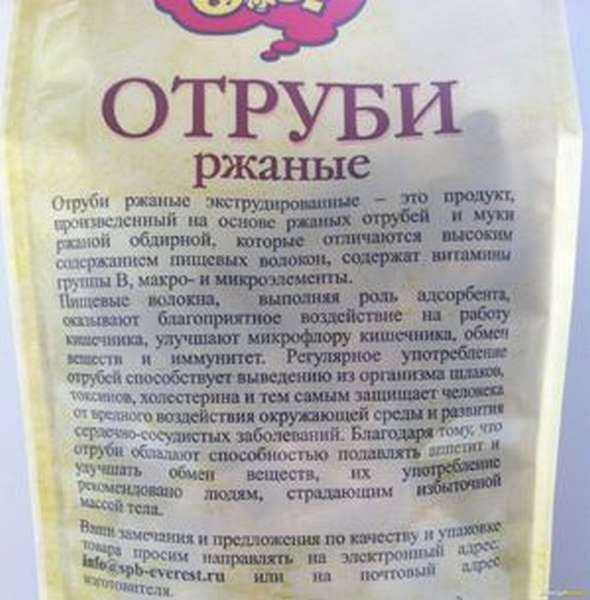 ОТРУБИ
ржаные
Отруби ржаные экструдированные – это продукт,
произведенный на основе ржаных отрубей и муки
ржаной обдирной, которые отличаются высоким
содержанием пищевых волокон, содержат витамины
группы В, макро- и микроэлементы.
Пищевые волокна, выполняя роль адсорбента,
оказывают благоприятное воздействие на работу
кишечника, улучшают микрофлору кишечника, обмен
веществ и иммунитет. Регулярное употребление
отрубей способствует выведению из организма шлаков,
токсинов, холестерина и тем самым защищает человека
от вредного воздействия окружающей среды и развития
сердечно-сосудистых заболеваний. Благодаря тому, что
отруби обладают способностью подавлять аппетит и
улучшать обмен веществ, их употребление
рекомендовано людям, страдающим избыточной
массой тела.
Ваши замечания и предложения по качеству и упаковке
товара просим направлять на электронный адрес:
info@spb-everest.ru или на почтовый адрес
изготовителя.